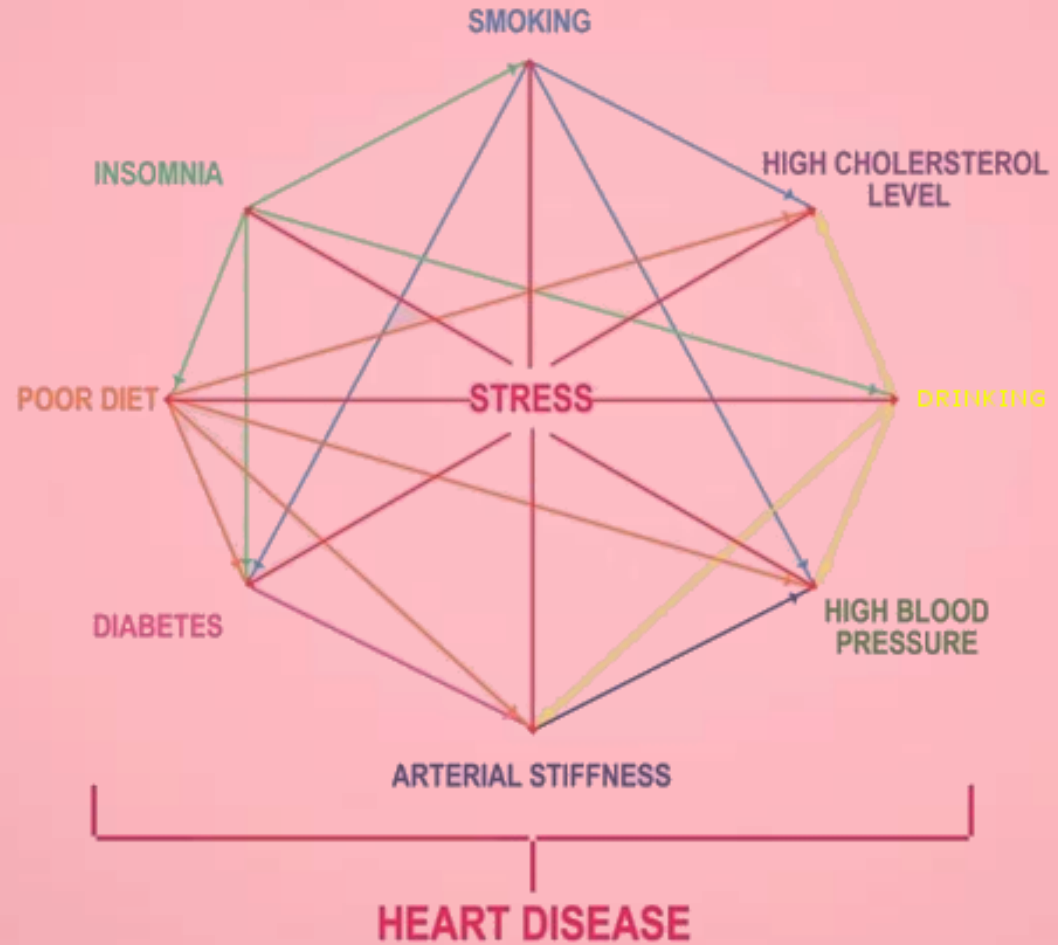 SMOKING
INSOMNIA
HIGH CHOLERSTEROL
LEVEL
POOR DIET
STRESS
DRINKING
DIABETES
HIGH BLOOD
PRESSURE
ARTERIAL STIFFNESS
HEART DISEASE